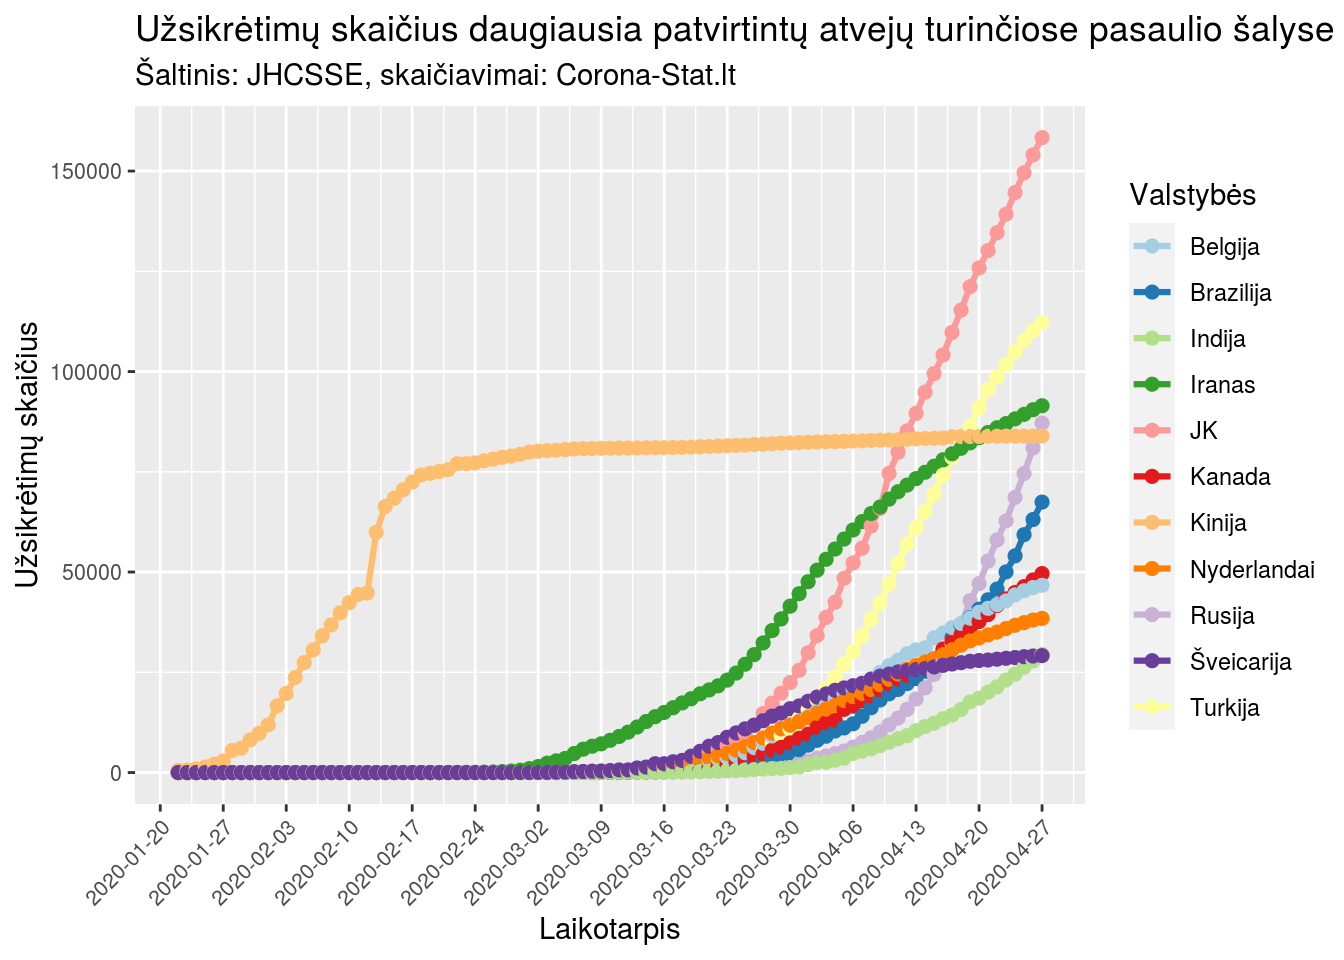 Užsikrėtimų skaičius daugiausia patvirtintų atvejų turinčiose pasaulio šalyse
Šaltinis: JHCSSE, skaičiavimai: Corona-Stat.lt
Užsikrėtimų skaičius
150000
100000
50000
0
2020-01-20
2020-01-27
2020-02-03
2020-02-10
2020-02-17
2020-02-24
2020-03-02
2020-03-09
2020-03-16
2020-03-23
2020-03-30
2020-04-06
2020-04-13
2020-04-20
2020-04-27
Laikotarpis
Valstybės
Belgija
Brazilija
Indija
Iranas
JK
Kanada
Kinija
Nyderlandai
Rusija
Šveicarija
Turkija